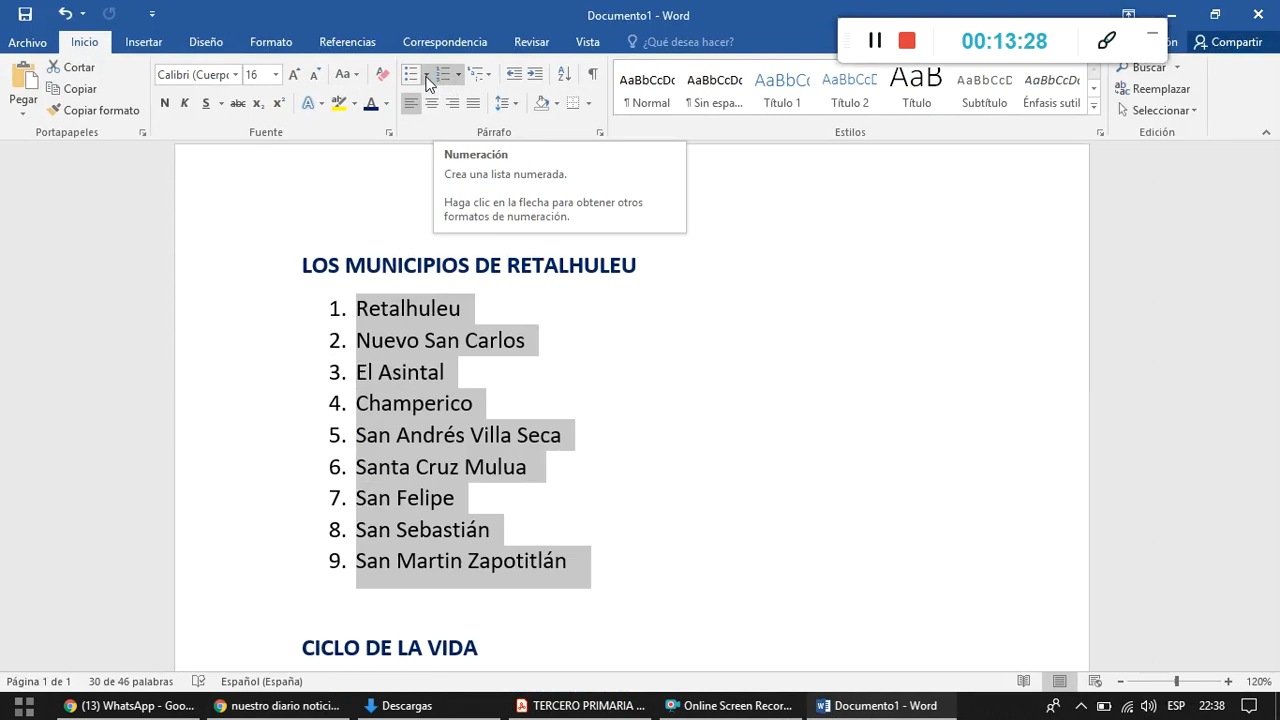 Documento1 - Word
Archivo Inicio Insertar Diseño Formato Referencias Correspondencia Revisar Vista ¿Qué desea hacer? Compartir
00:13:28
Pegar
Cortar
Copiar
Copiar formato
Portapapeles
Calibri (Cuerpo 16
Aa
N K S abc x₂ x²
Fuente
Párrafo
AaBbCcDc AaBbCcDc AaBbCc AaBbCcD AaB AaBbCcD AaBbCcDc
¶ Normal ¶ Sin espa... Título 1 Título 2 Título Subtítulo Énfasis sutil
Estilos
Buscar
Reemplazar
Seleccionar
Edición
Numeración
Crea una lista numerada.
Haga clic en la flecha para obtener otros
formatos de numeración.
LOS MUNICIPIOS DE RETALHULEU
1. Retalhuleu
2. Nuevo San Carlos
3. El Asintal
4. Champerico
5. San Andrés Villa Seca
6. Santa Cruz Mulua
7. San Felipe
8. San Sebastián
9. San Martin Zapotitlán
CICLO DE LA VIDA
Página 1 de 1 30 de 46 palabras Español (España) 120%
(13) WhatsApp - Goo... nuestro diario notici... Descargas TERCERO PRIMARIA ... Online Screen Recor... Documento1 - Word ESP 22:38